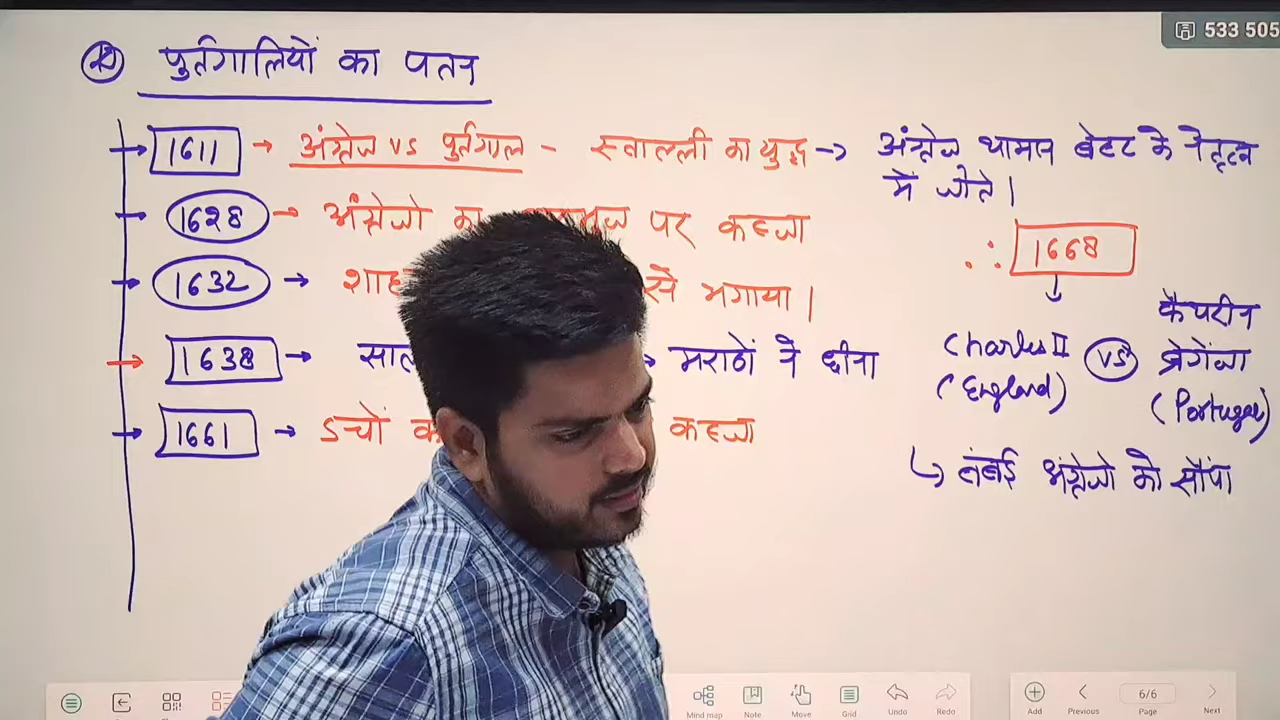 533 505
पुर्तगालियों का पतन
1611 → अंग्रेज vs पुर्तगाल - स्वाल्ली का युद्ध → अंग्रेज थामस बेस्ट के नेतृत्व
में जीते।
1628 → अंग्रेजो का पर कब्जा
1632 → से भगाया।
∴ 1668
1638 → → मराठों ने छीना
Charles II vs कैथरीन
ब्रेगेंजा
(England) (Portugal)
1661 → डचों कब्जा
↳ बंबई अंग्रेजो को सौंपा
Mind map Note Move Grid Undo Redo
Add Previous 6/6 Page Next